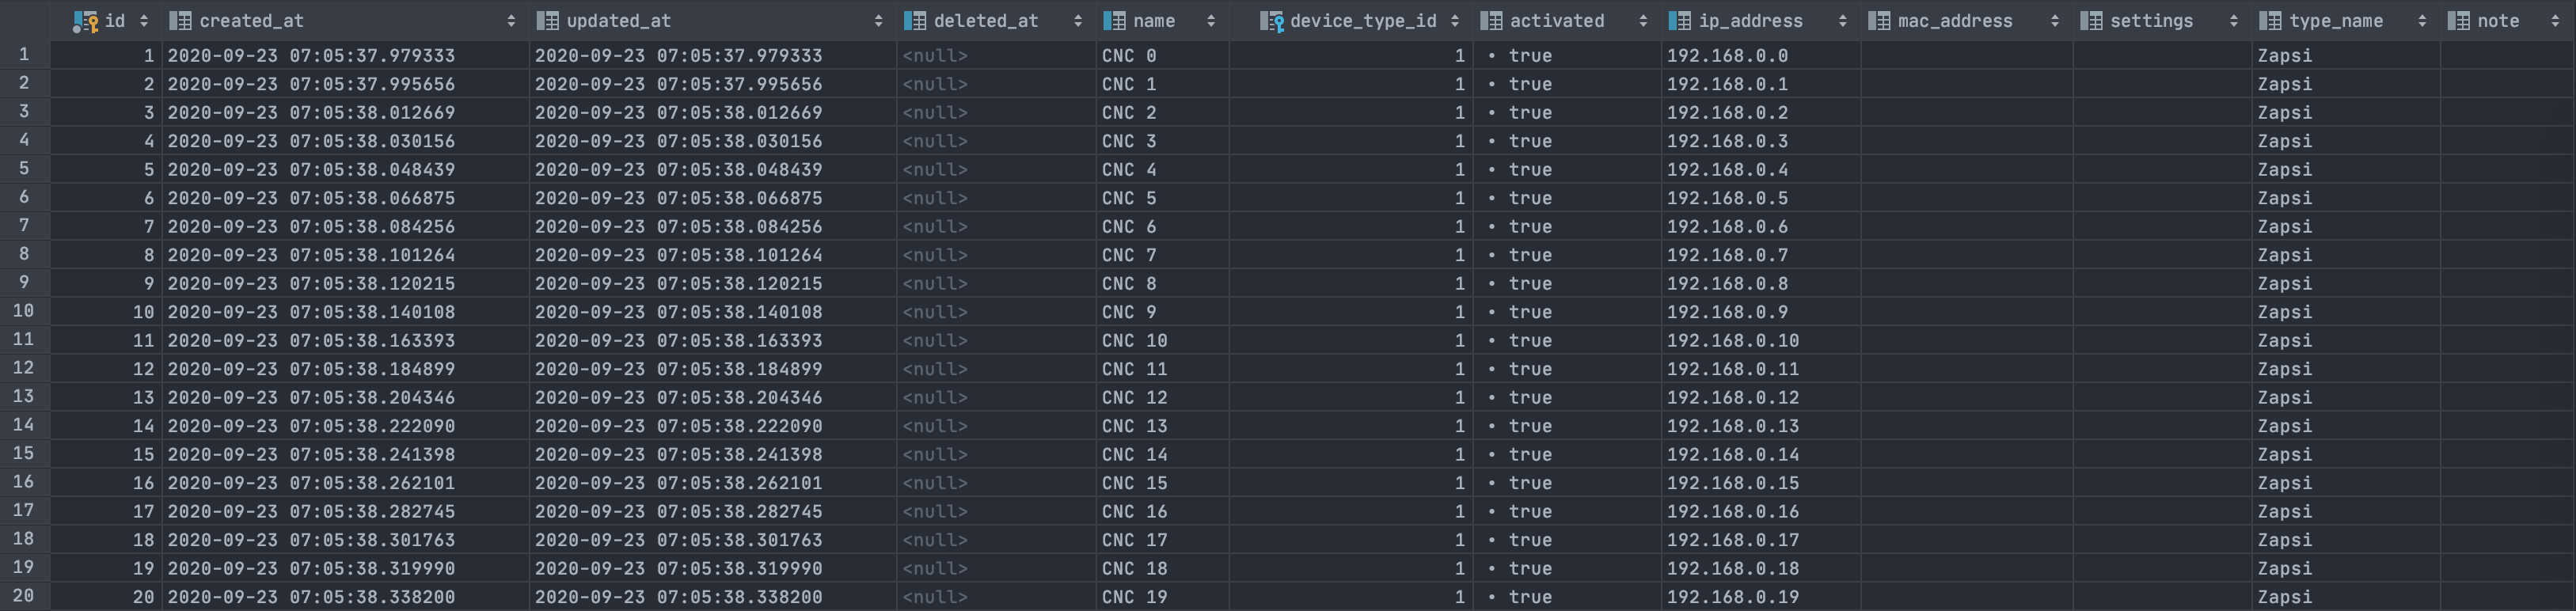 id created_at updated_at deleted_at name device_type_id activated ip_address mac_address settings type_name note
1 1 2020-09-23 07:05:37.979333 2020-09-23 07:05:37.979333 <null> CNC 0 1 • true 192.168.0.0 Zapsi
2 2 2020-09-23 07:05:37.995656 2020-09-23 07:05:37.995656 <null> CNC 1 1 • true 192.168.0.1 Zapsi
3 3 2020-09-23 07:05:38.012669 2020-09-23 07:05:38.012669 <null> CNC 2 1 • true 192.168.0.2 Zapsi
4 4 2020-09-23 07:05:38.030156 2020-09-23 07:05:38.030156 <null> CNC 3 1 • true 192.168.0.3 Zapsi
5 5 2020-09-23 07:05:38.048439 2020-09-23 07:05:38.048439 <null> CNC 4 1 • true 192.168.0.4 Zapsi
6 6 2020-09-23 07:05:38.066875 2020-09-23 07:05:38.066875 <null> CNC 5 1 • true 192.168.0.5 Zapsi
7 7 2020-09-23 07:05:38.084256 2020-09-23 07:05:38.084256 <null> CNC 6 1 • true 192.168.0.6 Zapsi
8 8 2020-09-23 07:05:38.101264 2020-09-23 07:05:38.101264 <null> CNC 7 1 • true 192.168.0.7 Zapsi
9 9 2020-09-23 07:05:38.120215 2020-09-23 07:05:38.120215 <null> CNC 8 1 • true 192.168.0.8 Zapsi
10 10 2020-09-23 07:05:38.140108 2020-09-23 07:05:38.140108 <null> CNC 9 1 • true 192.168.0.9 Zapsi
11 11 2020-09-23 07:05:38.163393 2020-09-23 07:05:38.163393 <null> CNC 10 1 • true 192.168.0.10 Zapsi
12 12 2020-09-23 07:05:38.184899 2020-09-23 07:05:38.184899 <null> CNC 11 1 • true 192.168.0.11 Zapsi
13 13 2020-09-23 07:05:38.204346 2020-09-23 07:05:38.204346 <null> CNC 12 1 • true 192.168.0.12 Zapsi
14 14 2020-09-23 07:05:38.222090 2020-09-23 07:05:38.222090 <null> CNC 13 1 • true 192.168.0.13 Zapsi
15 15 2020-09-23 07:05:38.241398 2020-09-23 07:05:38.241398 <null> CNC 14 1 • true 192.168.0.14 Zapsi
16 16 2020-09-23 07:05:38.262101 2020-09-23 07:05:38.262101 <null> CNC 15 1 • true 192.168.0.15 Zapsi
17 17 2020-09-23 07:05:38.282745 2020-09-23 07:05:38.282745 <null> CNC 16 1 • true 192.168.0.16 Zapsi
18 18 2020-09-23 07:05:38.301763 2020-09-23 07:05:38.301763 <null> CNC 17 1 • true 192.168.0.17 Zapsi
19 19 2020-09-23 07:05:38.319990 2020-09-23 07:05:38.319990 <null> CNC 18 1 • true 192.168.0.18 Zapsi
20 20 2020-09-23 07:05:38.338200 2020-09-23 07:05:38.338200 <null> CNC 19 1 • true 192.168.0.19 Zapsi